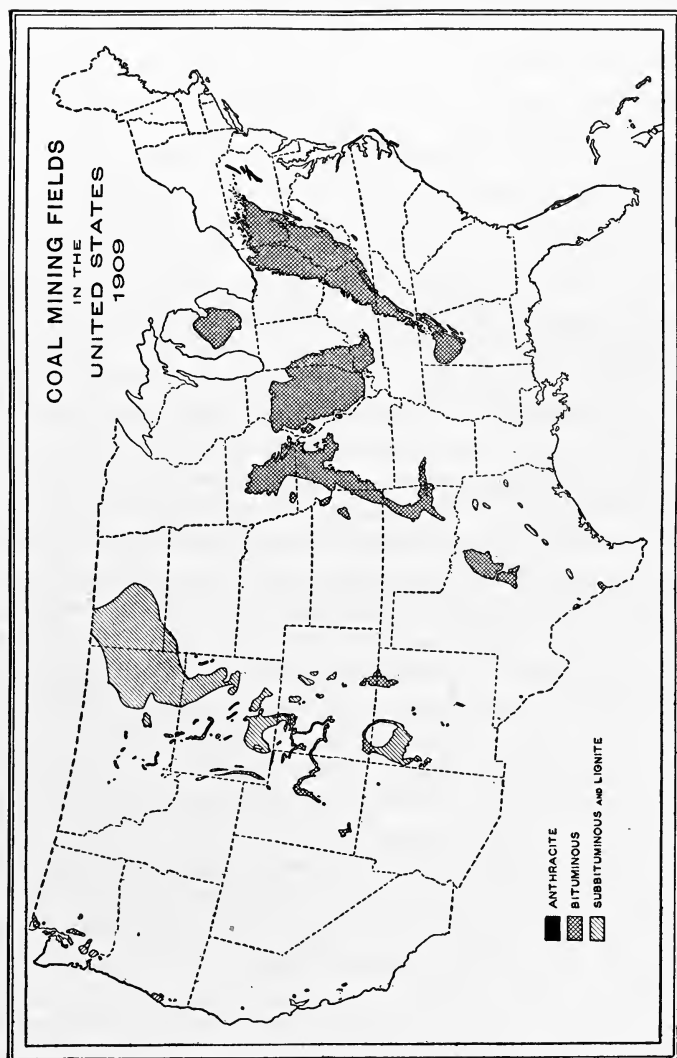 COAL MINING FIELDS
IN THE
UNITED STATES
1909
ANTHRACITE
BITUMINOUS
SUBBITUMINOUS AND LIGNITE